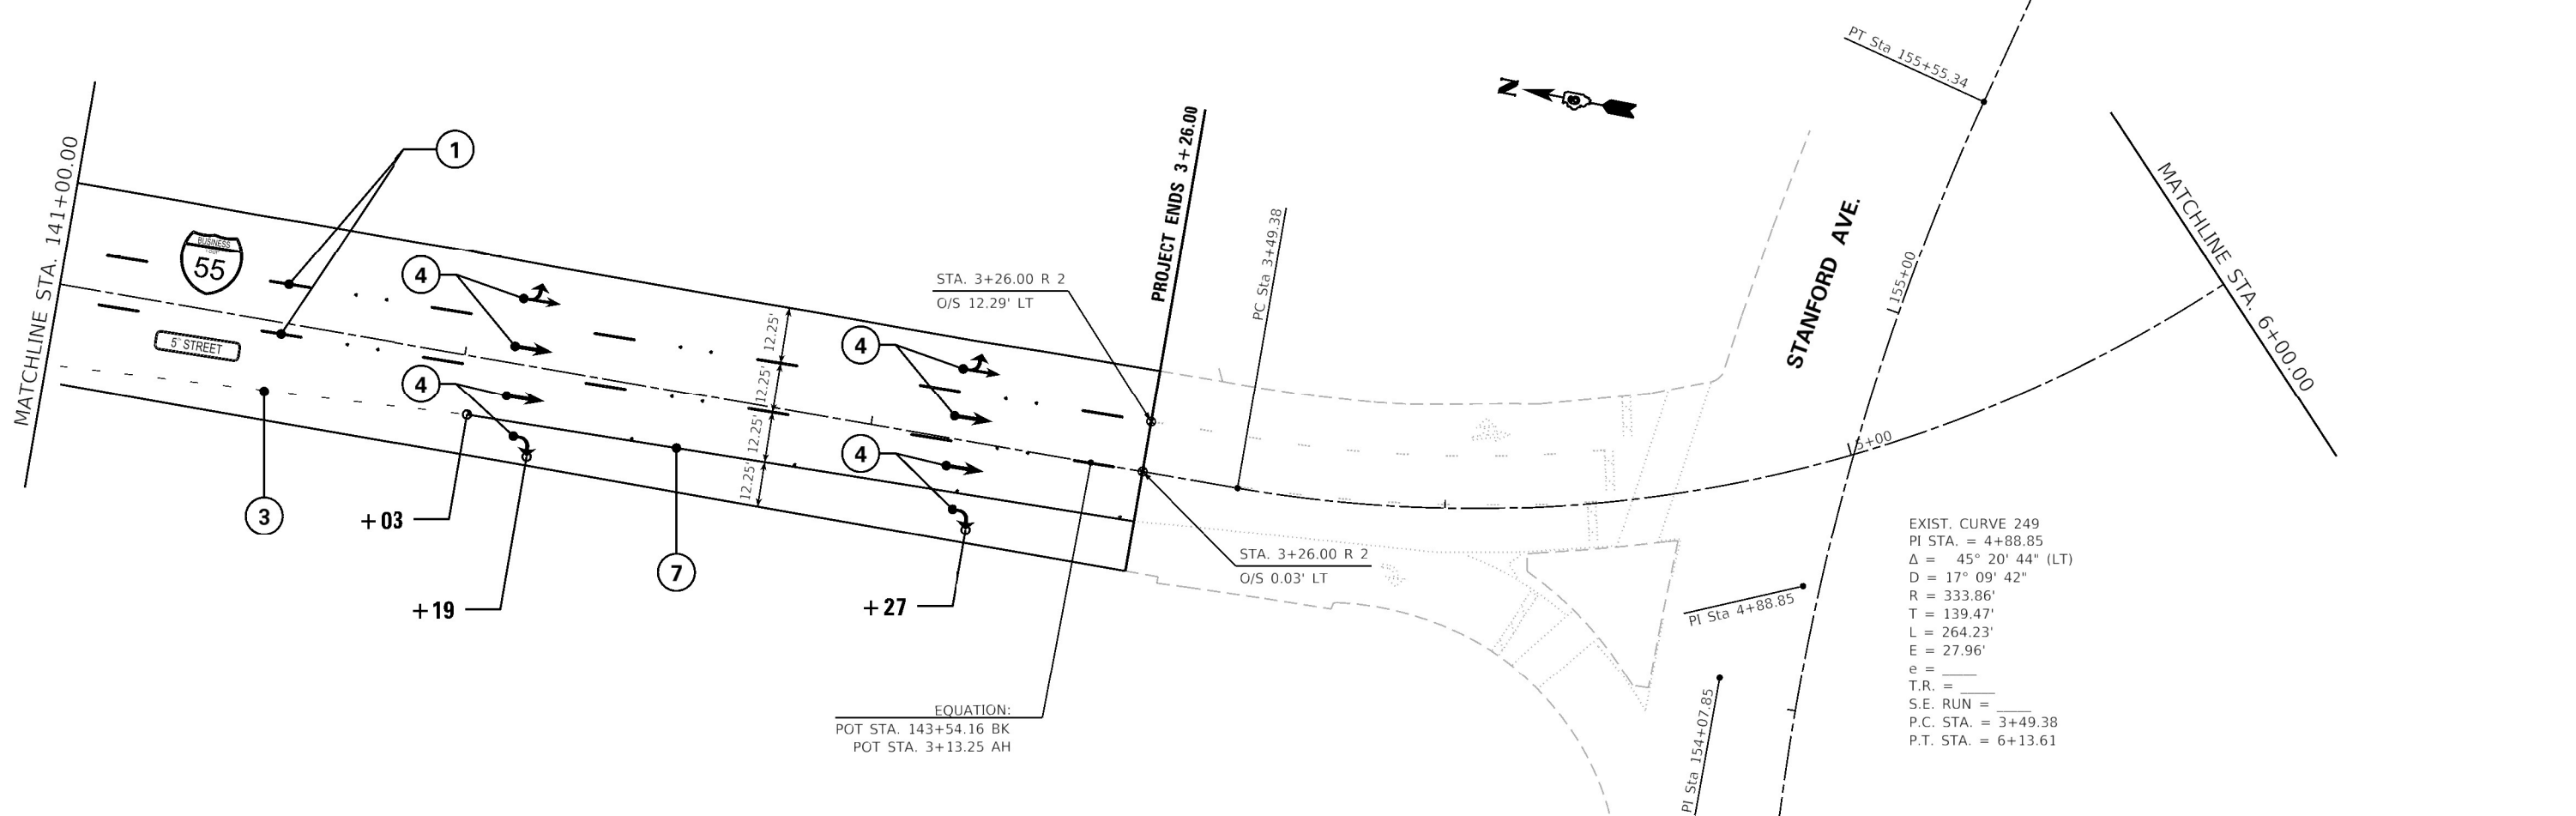 MATCHLINE STA. 141+00.00
BUSINESS
55
5TH STREET
1
4
4
3
+03
+19
7
12.25'
12.25'
12.25'
12.25'
4
4
+27
STA. 3+26.00 R 2
O/S 12.29' LT
PROJECT ENDS 3+26.00
PC Sta 3+49.38
STA. 3+26.00 R 2
O/S 0.03' LT
EQUATION:
POT STA. 143+54.16 BK
POT STA. 3+13.25 AH
N
STANFORD AVE.
PT Sta 155+55.34
155+00
5+00
MATCHLINE STA. 6+00.00
PI Sta 4+88.85
PI Sta 154+07.85
EXIST. CURVE 249
PI STA. = 4+88.85
Δ = 45° 20' 44" (LT)
D = 17° 09' 42"
R = 333.86'
T = 139.47'
L = 264.23'
E = 27.96'
e = _____
T.R. = _____
S.E. RUN = _____
P.C. STA. = 3+49.38
P.T. STA. = 6+13.61